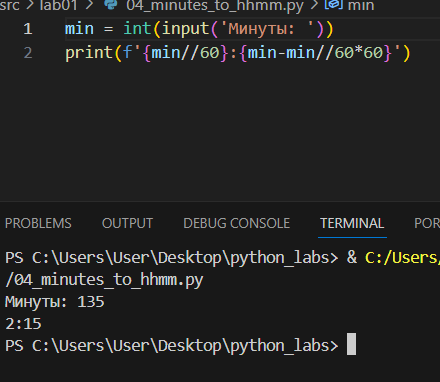 src > lab01 > 04_minutes_to_hhmm.py > min
1 min = int(input('Минуты: '))
2 print(f'{min//60}:{min-min//60*60}')
PROBLEMS OUTPUT DEBUG CONSOLE TERMINAL POR
PS C:\Users\User\Desktop\python_labs> & C:/Users/
/04_minutes_to_hhmm.py
Минуты: 135
2:15
PS C:\Users\User\Desktop\python_labs>